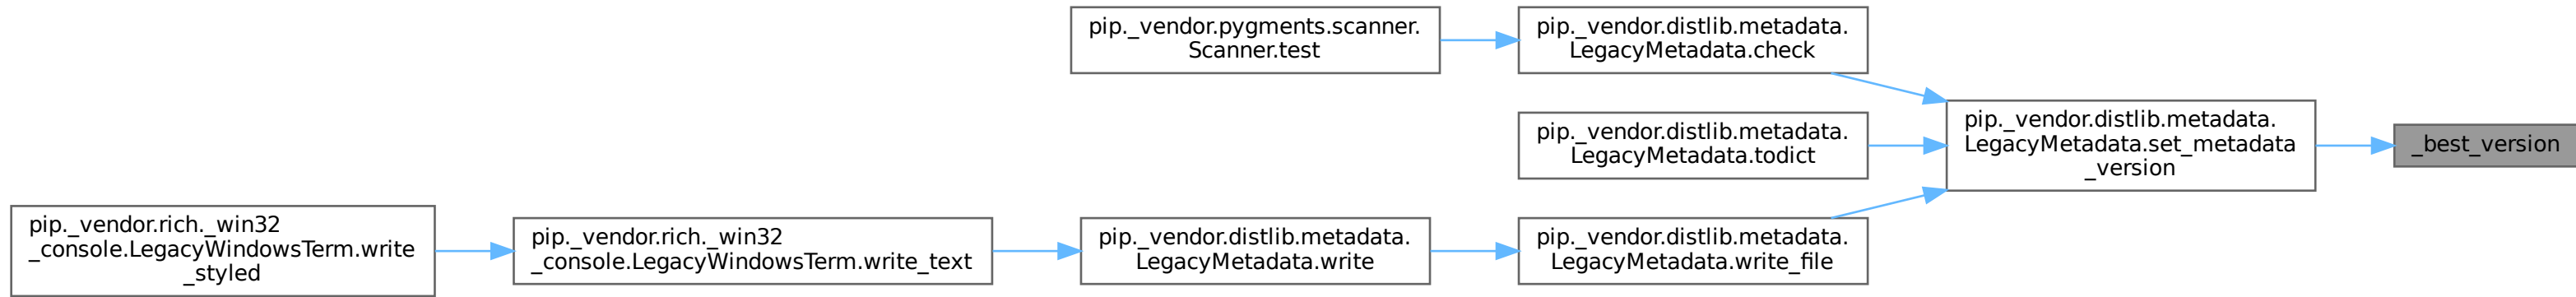 pip._vendor.pygments.scanner.
Scanner.test
pip._vendor.distlib.metadata.
LegacyMetadata.check
pip._vendor.distlib.metadata.
LegacyMetadata.todict
pip._vendor.distlib.metadata.
LegacyMetadata.set_metadata
_version
_best_version
pip._vendor.rich._win32
_console.LegacyWindowsTerm.write
_styled
pip._vendor.rich._win32
_console.LegacyWindowsTerm.write_text
pip._vendor.distlib.metadata.
LegacyMetadata.write
pip._vendor.distlib.metadata.
LegacyMetadata.write_file